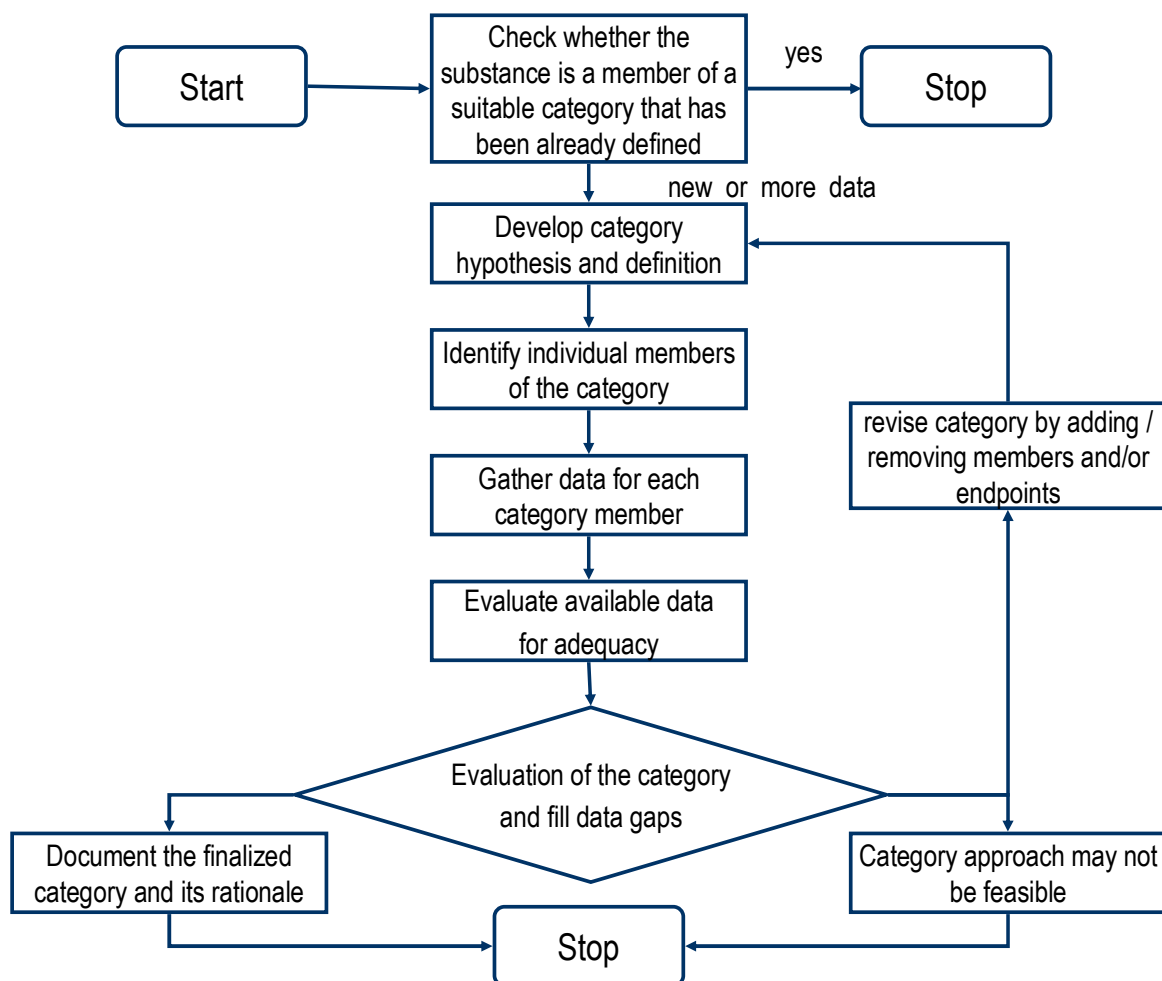 Start
Check whether the
substance is a member of a
suitable category that has
been already defined
yes
Stop
new or more data
Develop category
hypothesis and definition
Identify individual members
of the category
revise category by adding /
removing members and/or
endpoints
Gather data for each
category member
Evaluate available data
for adequacy
Evaluation of the category
and fill data gaps
Document the finalized
category and its rationale
Category approach may not
be feasible
Stop